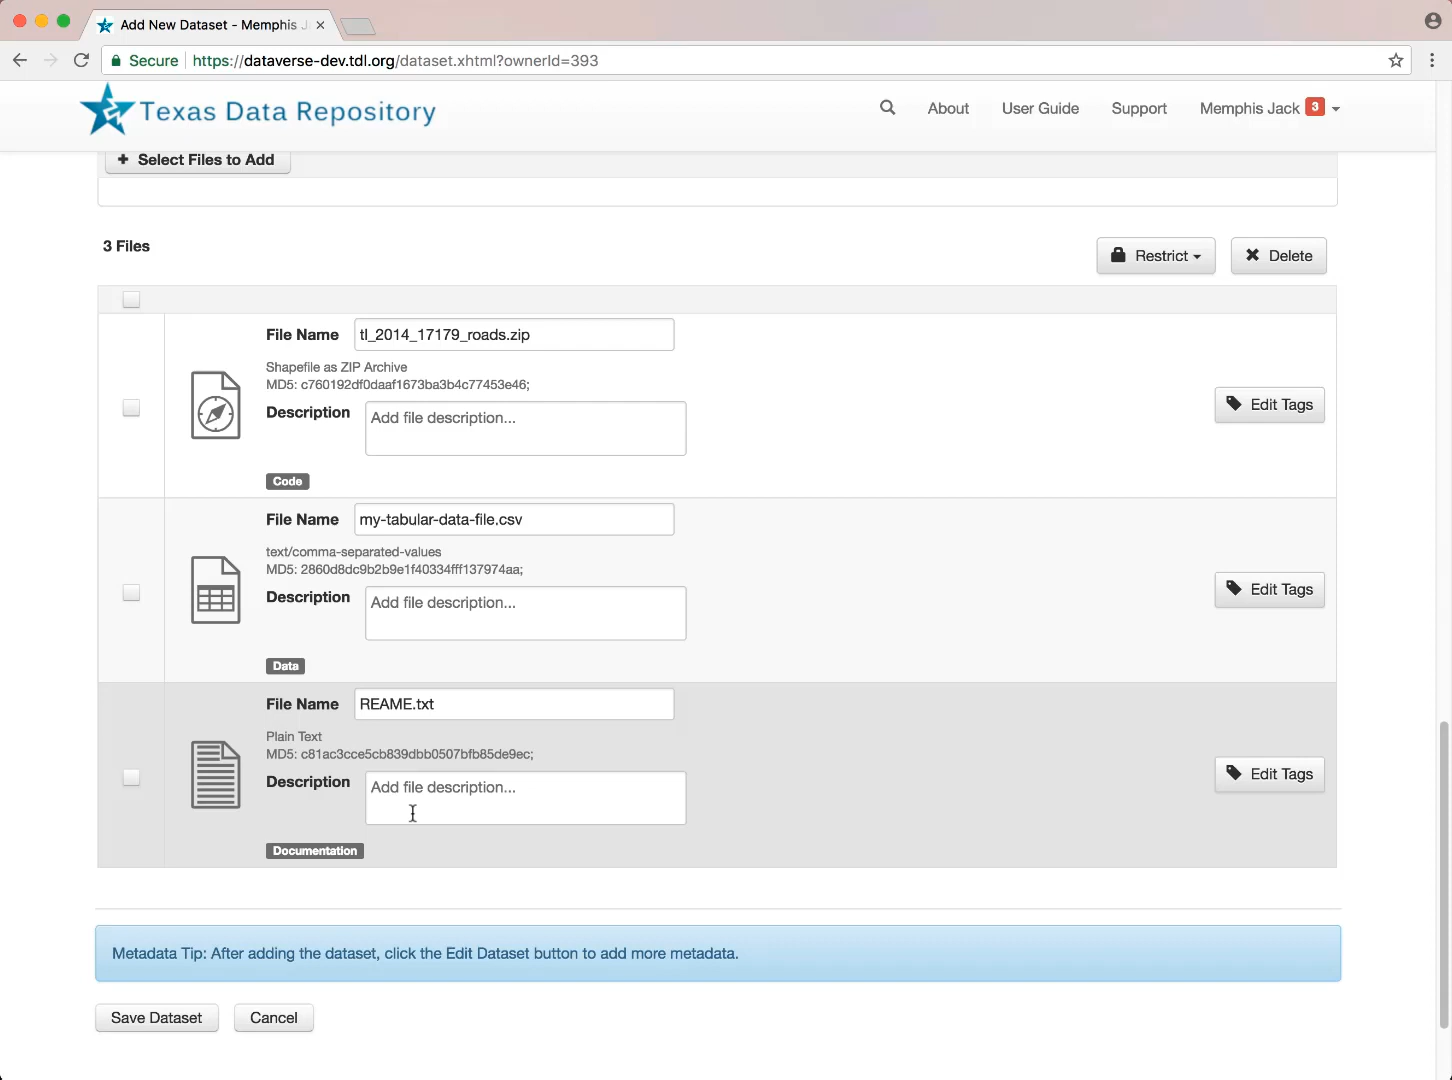 Add New Dataset - Memphis J
Secure https://dataverse-dev.tdl.org/dataset.xhtml?ownerId=393
Texas Data Repository
About User Guide Support Memphis Jack 3
Select Files to Add
3 Files
Restrict Delete
File Name tl_2014_17179_roads.zip
Shapefile as ZIP Archive
MD5: c760192df0daaf1673ba3b4c77453e46;
Description Add file description...
Edit Tags
Code
File Name my-tabular-data-file.csv
text/comma-separated-values
MD5: 2860d8dc9b2b9e1f40334fff137974aa;
Description Add file description...
Edit Tags
Data
File Name REAME.txt
Plain Text
MD5: c81ac3cce5cb839dbb0507bfb85de9ec;
Description Add file description...
Edit Tags
Documentation
Metadata Tip: After adding the dataset, click the Edit Dataset button to add more metadata.
Save Dataset Cancel